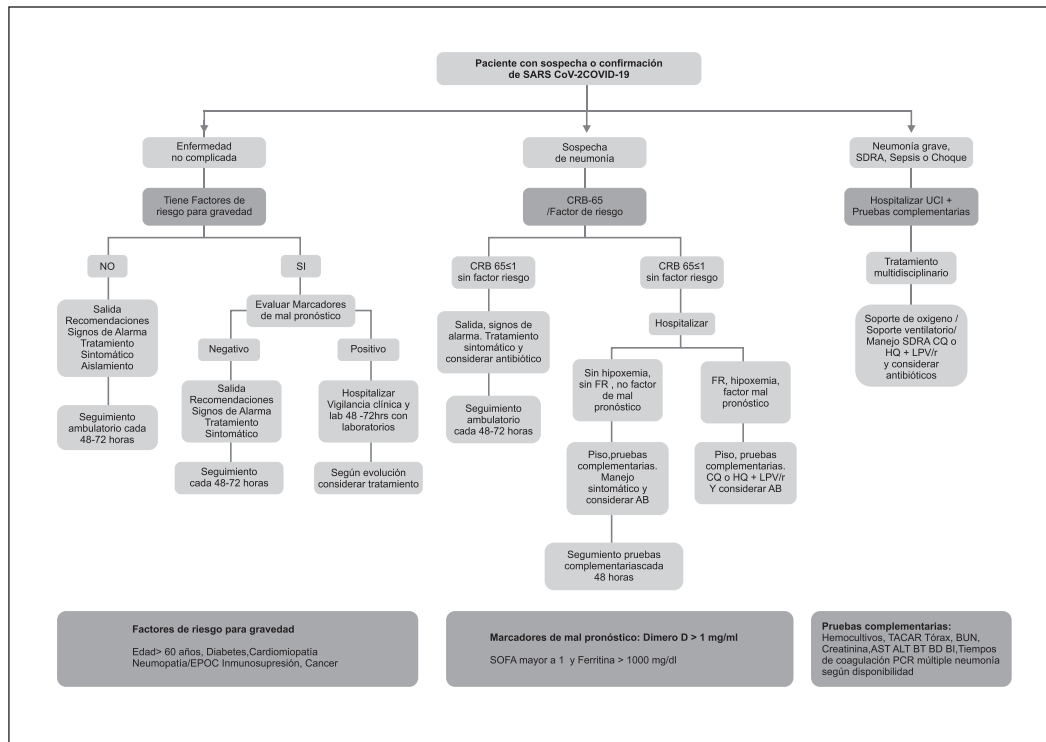 Paciente con sospecha o confirmación
de SARS CoV-2COVID-19
Enfermedad
no complicada
Tiene Factores de
riesgo para gravedad
NO
Salida
Recomendaciones
Signos de Alarma
Tratamiento
Sintomático
Aislamiento
Seguimiento
ambulatorio cada
48-72 horas
SI
Evaluar Marcadores
de mal pronóstico
Negativo
Salida
Recomendaciones
Signos de Alarma
Tratamiento
Sintomático
Seguimiento
cada 48-72 horas
Positivo
Hospitalizar
Vigilancia clínica y
lab 48 -72hrs con
laboratorios
Según evolución
considerar tratamiento
Sospecha
de neumonía
CRB-65
/Factor de riesgo
CRB 65≤1
sin factor riesgo
Salida, signos de
alarma. Tratamiento
sintomático y
considerar antibiótico
Seguimiento
ambulatorio
cada 48-72 horas
CRB 65≤1
sin factor riesgo
Hospitalizar
Sin hipoxemia,
sin FR , no factor
de mal
pronóstico
Piso,pruebas
complementarias.
Manejo
sintomático y
considerar AB
Segumiento pruebas
complementariascada
48 horas
FR, hipoxemia,
factor mal
pronóstico
Piso, pruebas
complementarias.
CQ o HQ + LPV/r
Y considerar AB
Neumonía grave,
SDRA, Sepsis o Choque
Hospitalizar UCI +
Pruebas complementarias
Tratamiento
multidisciplinario
Soporte de oxigeno /
Soporte ventilatorio/
Manejo SDRA CQ o
HQ + LPV/r
y considerar
antibióticos
Factores de riesgo para gravedad
Edad> 60 años, Diabetes,Cardiomiopatía
Neumopatía/EPOC Inmunosupresión, Cancer
Marcadores de mal pronóstico: Dimero D > 1 mg/ml
SOFA mayor a 1 y Ferritina > 1000 mg/dl
Pruebas complementarias:
Hemocultivos, TACAR Tórax, BUN,
Creatinina,AST ALT BT BD BI,Tiempos
de coagulación PCR múltiple neumonía
según disponibilidad